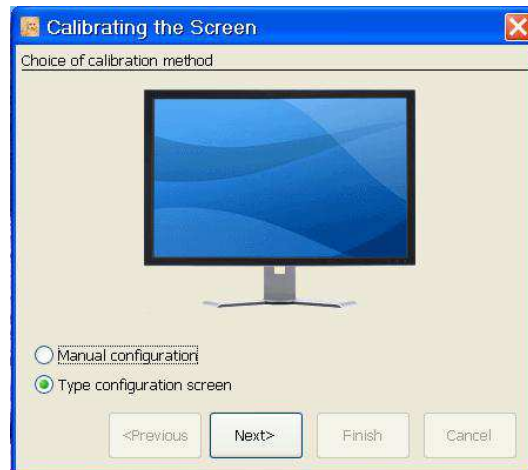 Calibrating the Screen
Choice of calibration method
Manual configuration
Type configuration screen
<Previous Next> Finish Cancel